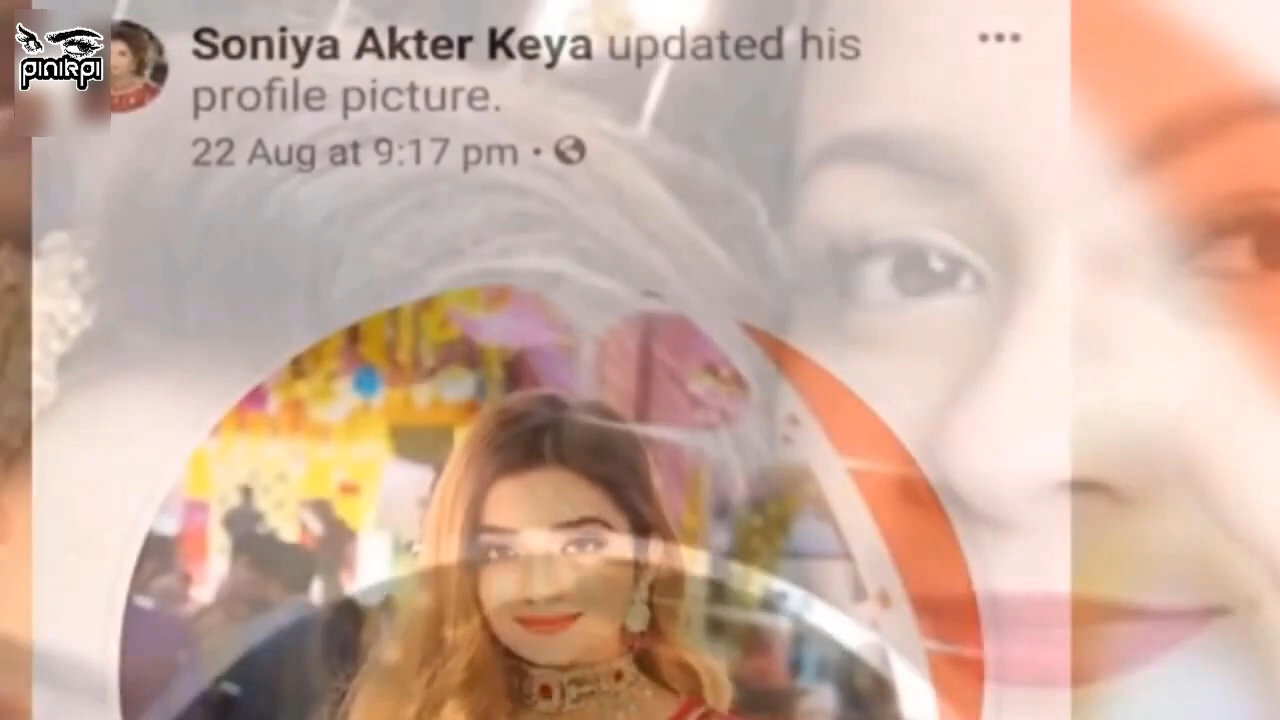 pinikpi
Soniya Akter Keya updated his
profile picture.
22 Aug at 9:17 pm ·